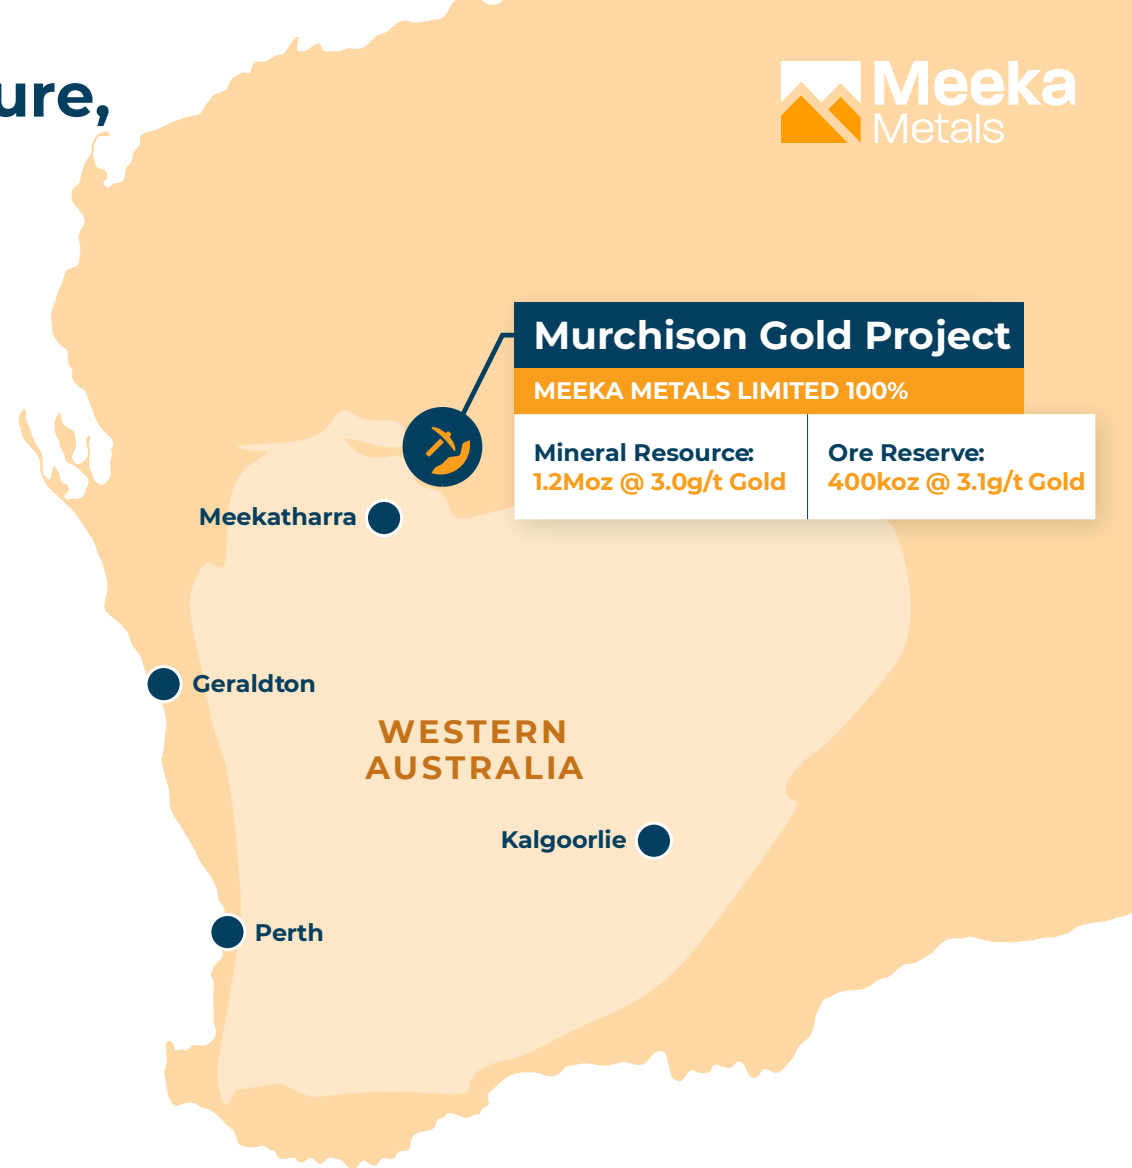 ure,
Meeka
Metals
Murchison Gold Project
MEEKA METALS LIMITED 100%
Mineral Resource:
1.2Moz @ 3.0g/t Gold
Ore Reserve:
400koz @ 3.1g/t Gold
Meekatharra
Geraldton
WESTERN
AUSTRALIA
Kalgoorlie
Perth